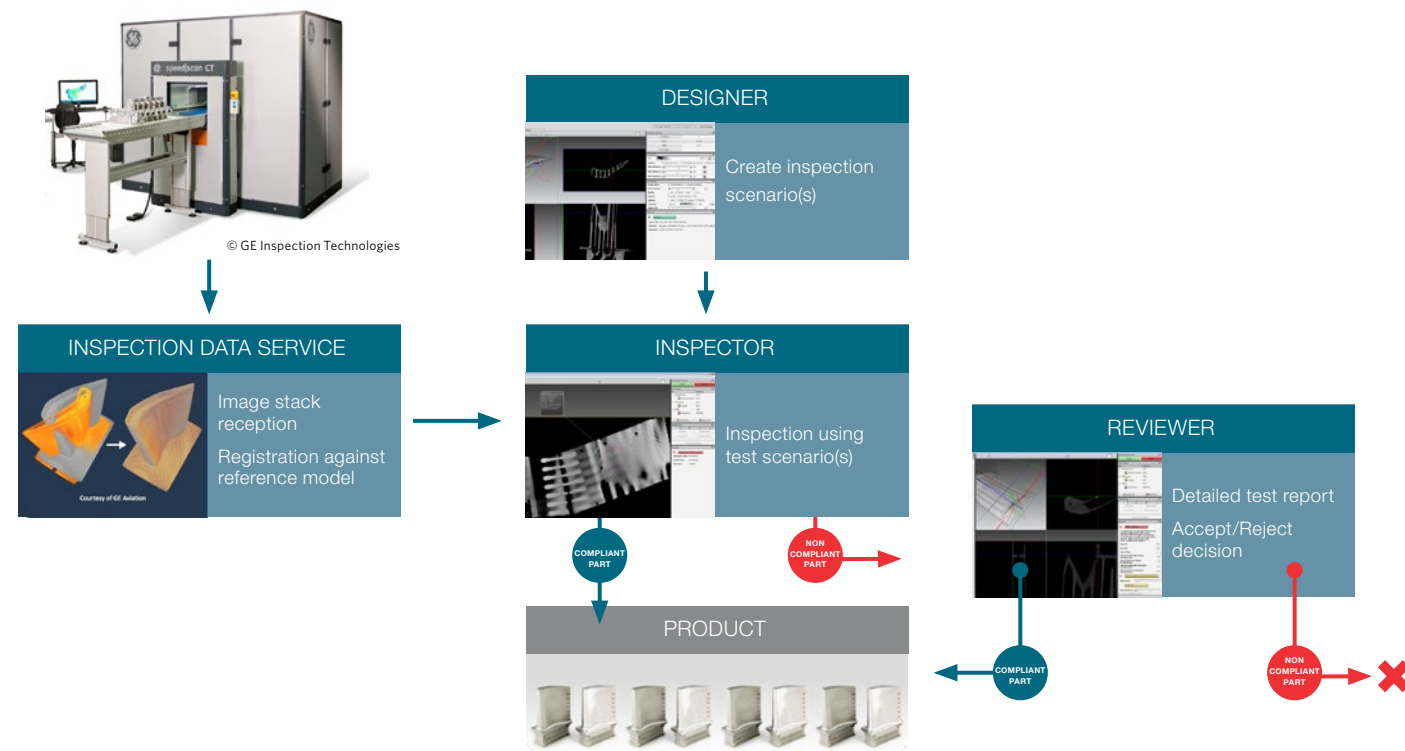 speed|scan CT
© GE Inspection Technologies
DESIGNER
Create inspection
scenario(s)
INSPECTION DATA SERVICE
Image stack
reception
Registration against
reference model
Courtesy of GE Aviation
INSPECTOR
Inspection using
test scenario(s)
COMPLIANT
PART
NON
COMPLIANT
PART
REVIEWER
Detailed test report
Accept/Reject
decision
COMPLIANT
PART
NON
COMPLIANT
PART
PRODUCT